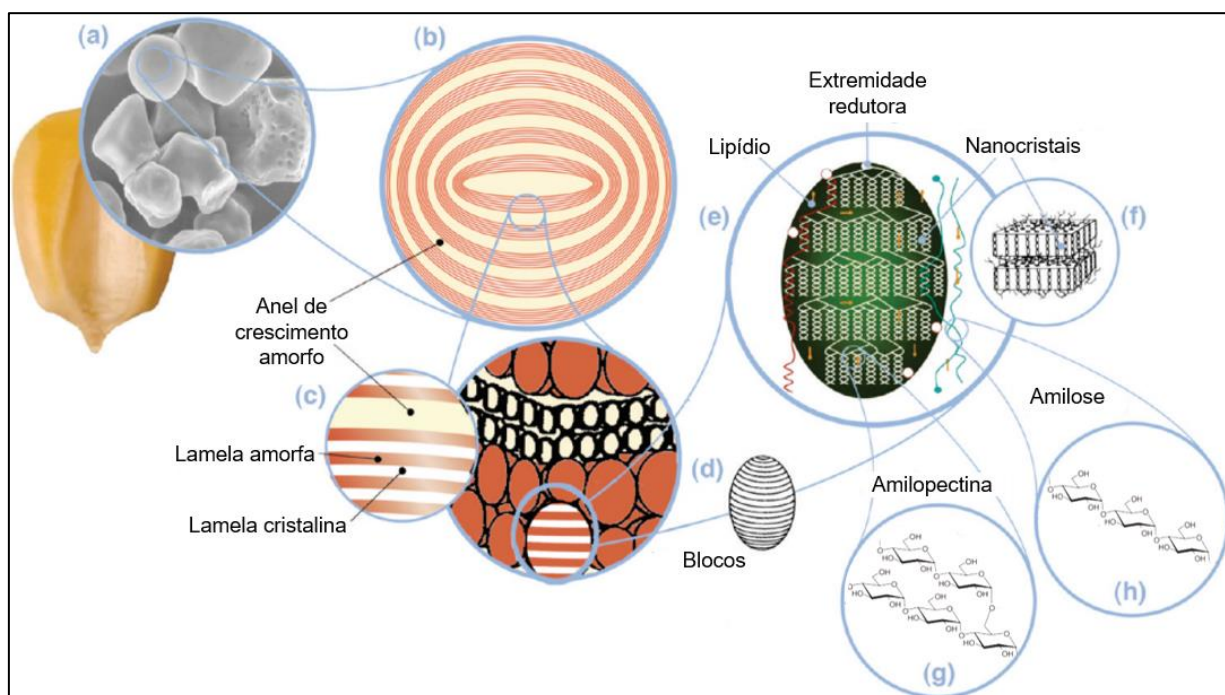 (a)
(b)
Extremidade
redutora
Lipídio
Nanocristais
(e)
(f)
Anel de
crescimento
amorfo
(c)
Amilose
Lamela amorfa
(d)
Amilopectina
Lamela cristalina
Blocos
(h)
(g)